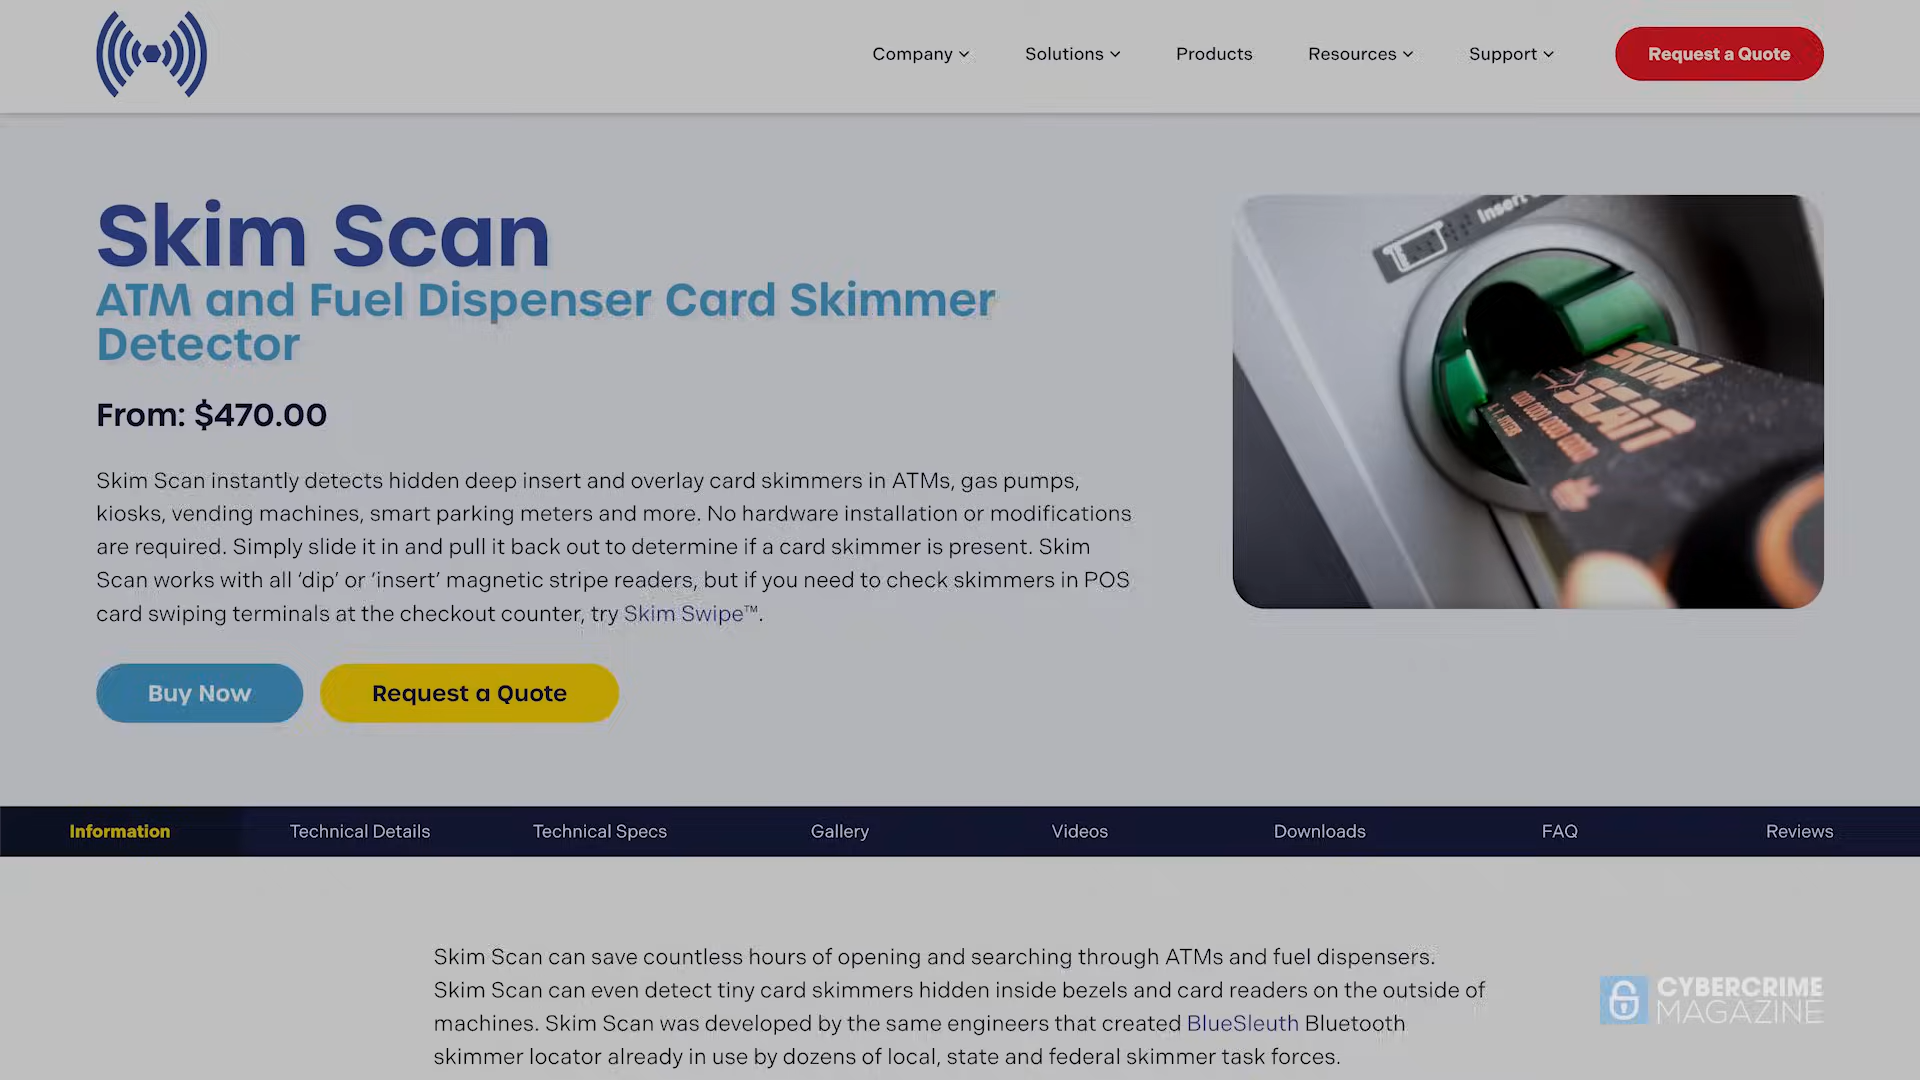 Company
Solutions
Products
Resources
Support
Request a Quote
Skim Scan
ATM and Fuel Dispenser Card Skimmer
Detector
From: $470.00
Skim Scan instantly detects hidden deep insert and overlay card skimmers in ATMs, gas pumps,
kiosks, vending machines, smart parking meters and more. No hardware installation or modifications
are required. Simply slide it in and pull it back out to determine if a card skimmer is present. Skim
Scan works with all ‘dip’ or ‘insert’ magnetic stripe readers, but if you need to check skimmers in POS
card swiping terminals at the checkout counter, try Skim Swipe™.
Insert
SKIM
SCAN
Buy Now
Request a Quote
Information
Technical Details
Technical Specs
Gallery
Videos
Downloads
FAQ
Reviews
Skim Scan can save countless hours of opening and searching through ATMs and fuel dispensers.
Skim Scan can even detect tiny card skimmers hidden inside bezels and card readers on the outside of
machines. Skim Scan was developed by the same engineers that created BlueSleuth Bluetooth
skimmer locator already in use by dozens of local, state and federal skimmer task forces.
CYBERCRIME
MAGAZINE